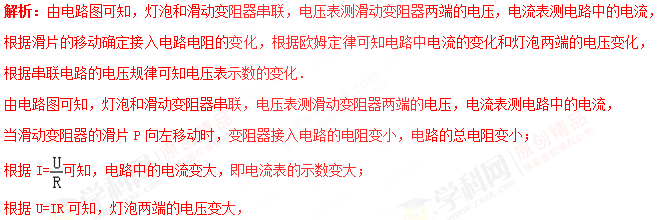 解析：由电路图可知，灯泡和滑动变阻器串联，电压表测滑动变阻器两端的电压，电流表测电路中的电流，
根据滑片的移动确定接入电路电阻的变化，根据欧姆定律可知电路中电流的变化和灯泡两端的电压变化，
根据串联电路的电压规律可知电压表示数的变化．
由电路图可知，灯泡和滑动变阻器串联，电压表测滑动变阻器两端的电压，电流表测电路中的电流，
当滑动变阻器的滑片 P 向左移动时，变阻器接入电路的电阻变小，电路的总电阻变小；
根据 I=U/R可知，电路中的电流变大，即电流表的示数变大；
根据 U=IR 可知，灯泡两端的电压变大，
学科网 原创精品